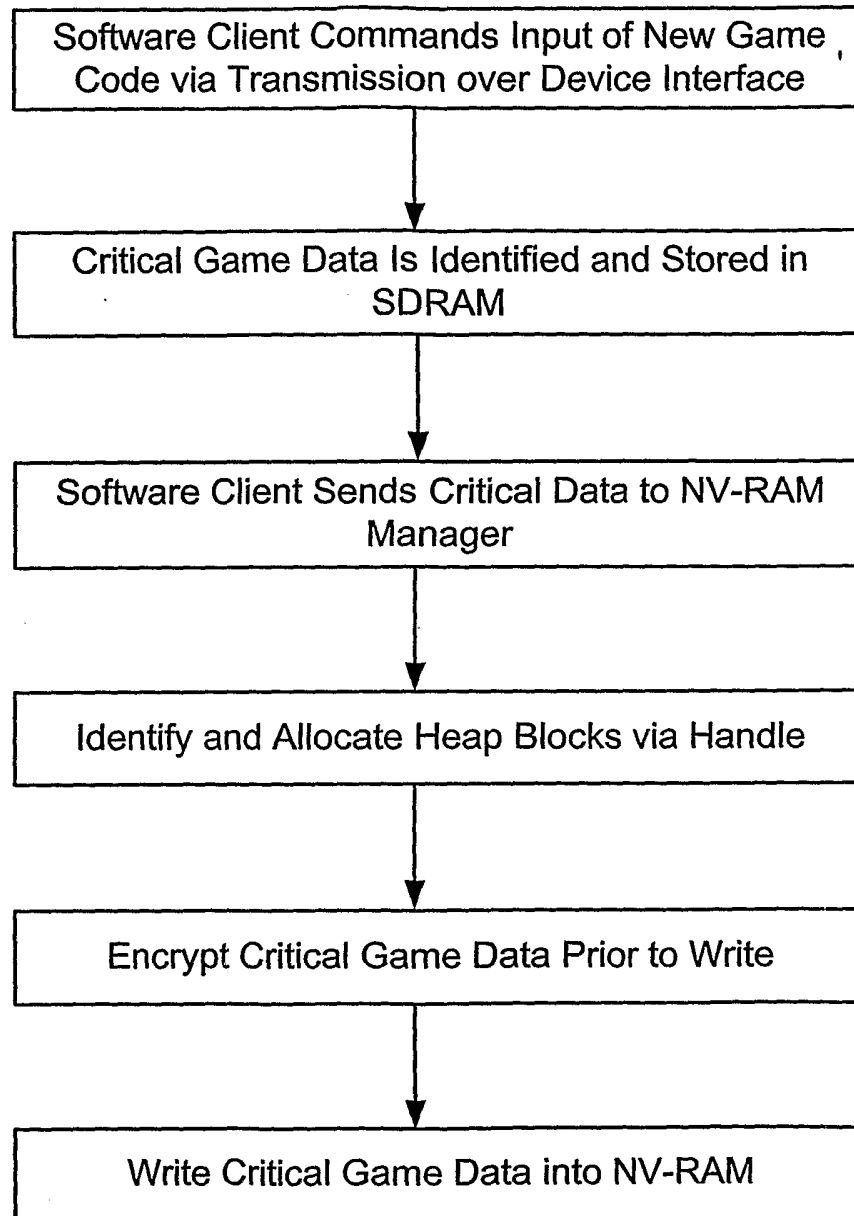 Software Client Commands Input of New Game
Code via Transmission over Device Interface
Critical Game Data Is Identified and Stored in
SDRAM
Software Client Sends Critical Data to NV-RAM
Manager
Identify and Allocate Heap Blocks via Handle
Encrypt Critical Game Data Prior to Write
Write Critical Game Data into NV-RAM